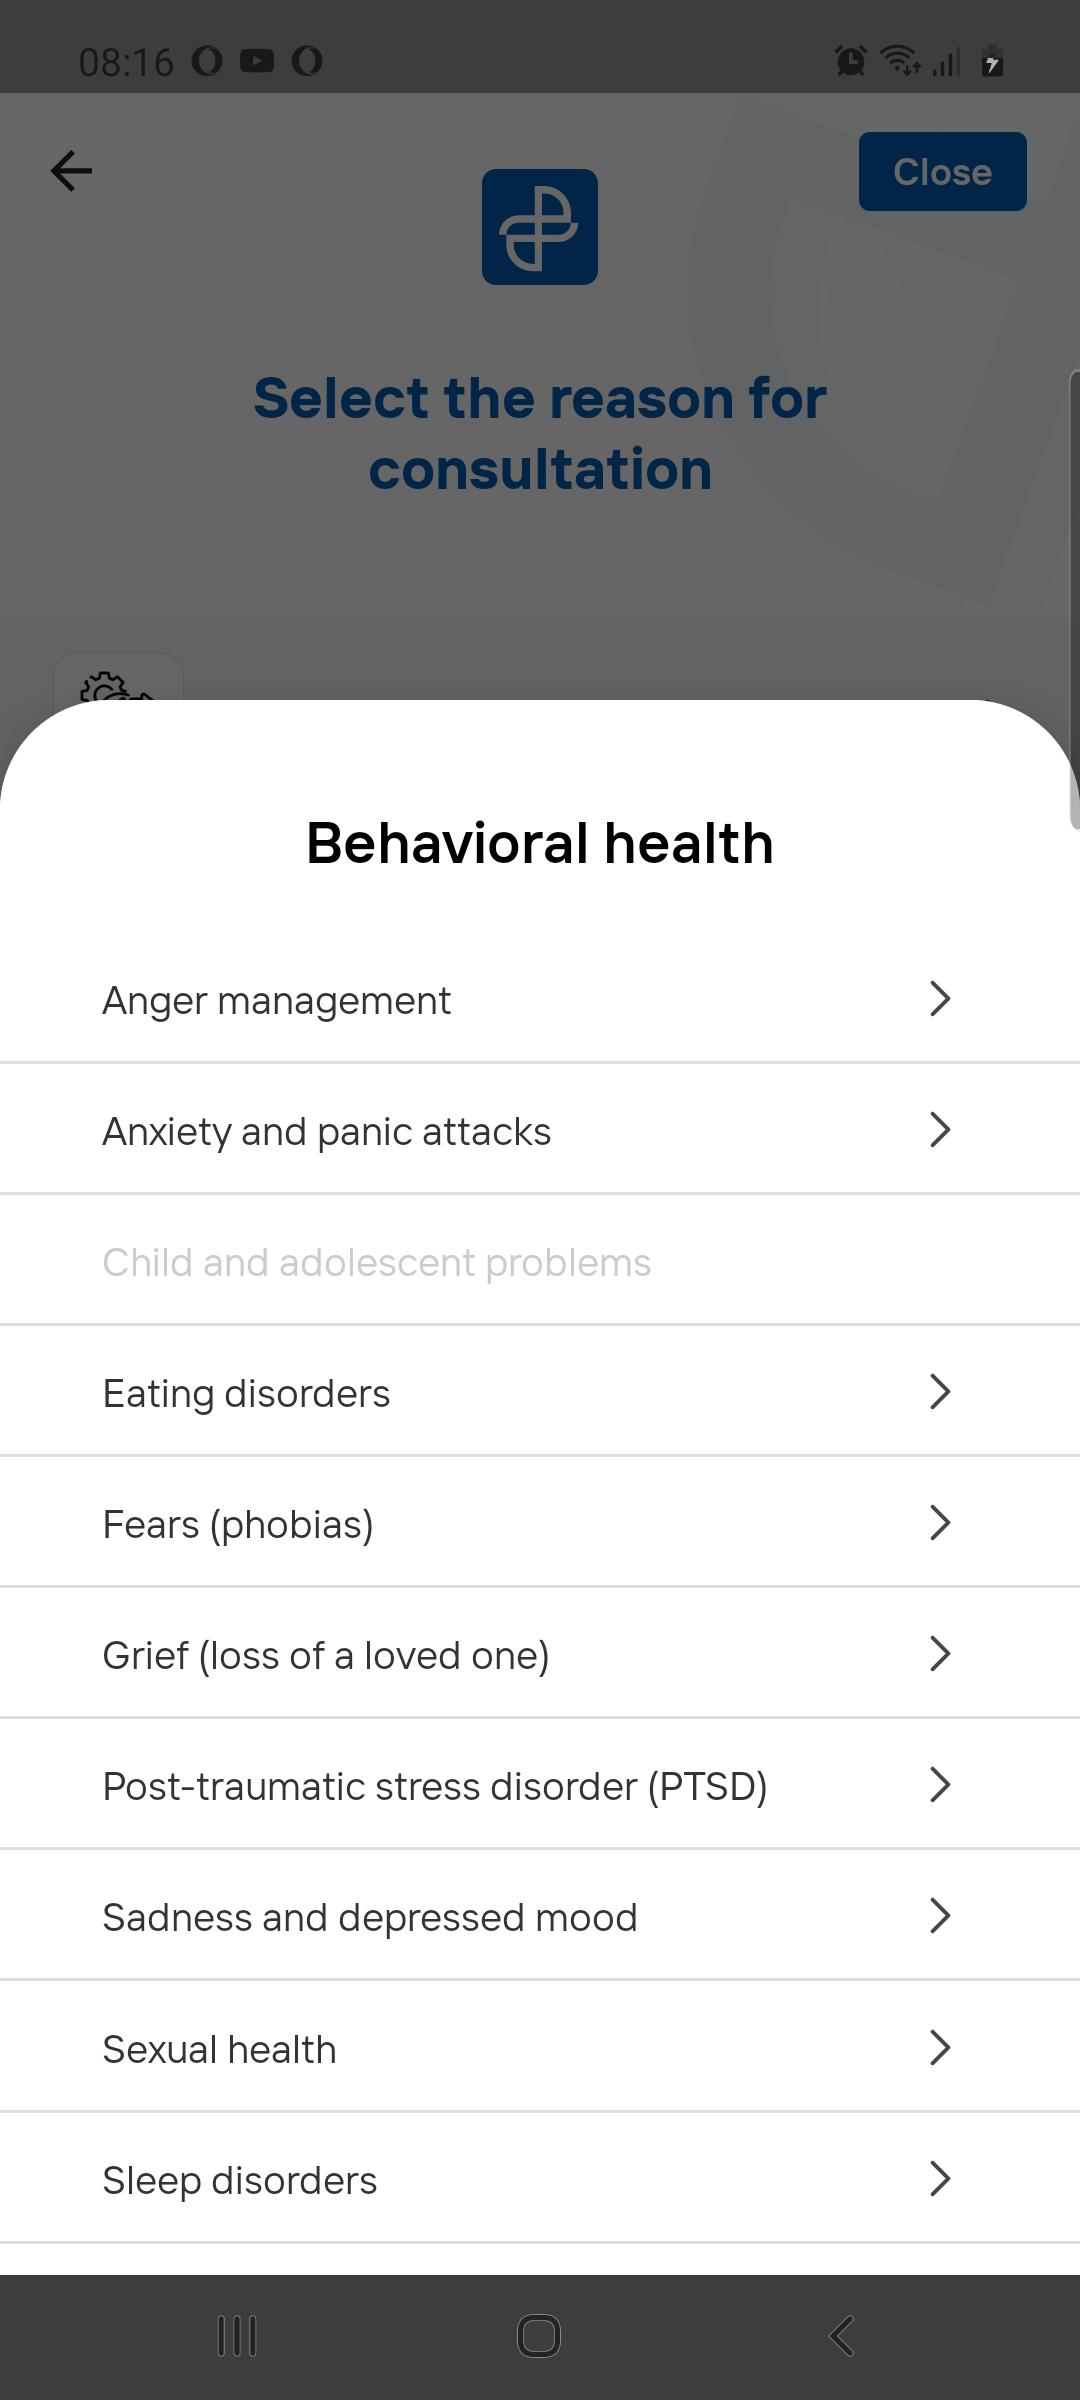 08:16
Close
Select the reason for
consultation
Behavioral health
Anger management
Anxiety and panic attacks
Child and adolescent problems
Eating disorders
Fears (phobias)
Grief (loss of a loved one)
Post-traumatic stress disorder (PTSD)
Sadness and depressed mood
Sexual health
Sleep disorders